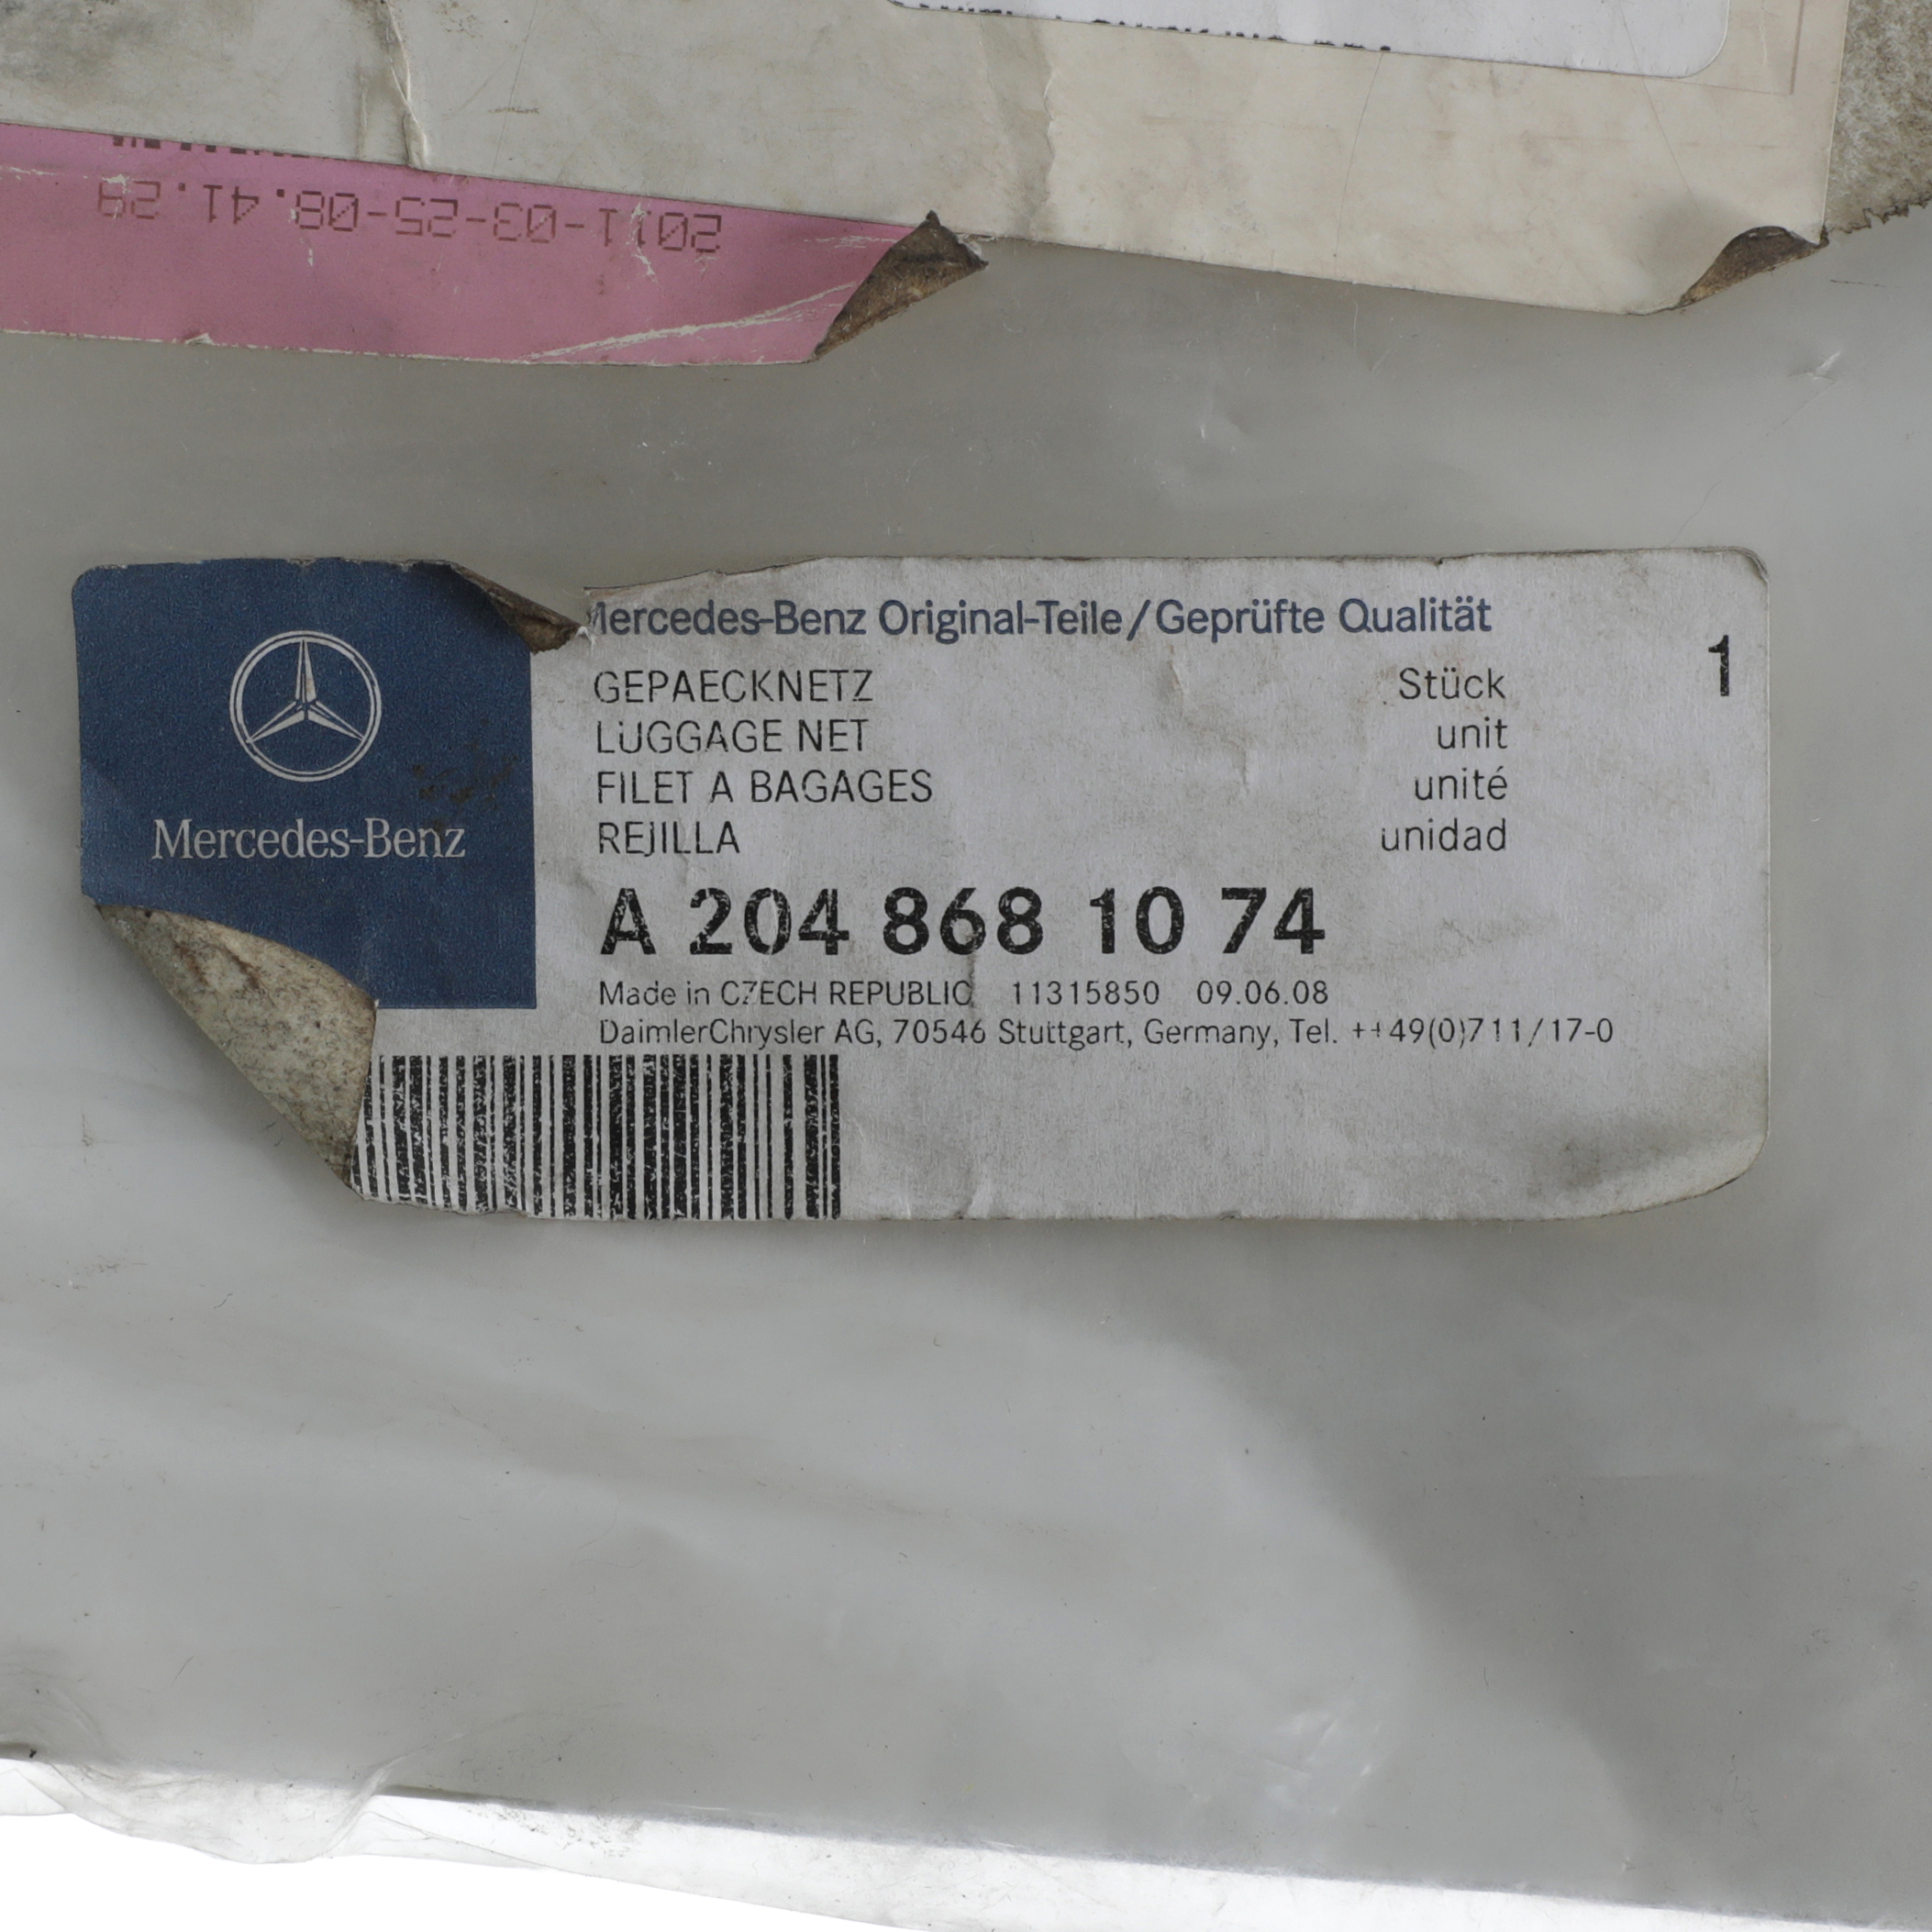 2011-03-25-08.41.29
Mercedes-Benz
Mercedes-Benz Original-Teile/Geprüfte Qualität
GEPAECKNETZ Stück 1
LUGGAGE NET unit
FILET A BAGAGES unité
REJILLA unidad
A 204 868 10 74
Made in CZECH REPUBLIC 11315850 09.06.08
DaimlerChrysler AG, 70546 Stuttgart, Germany, Tel. ++49(0)711/17-0